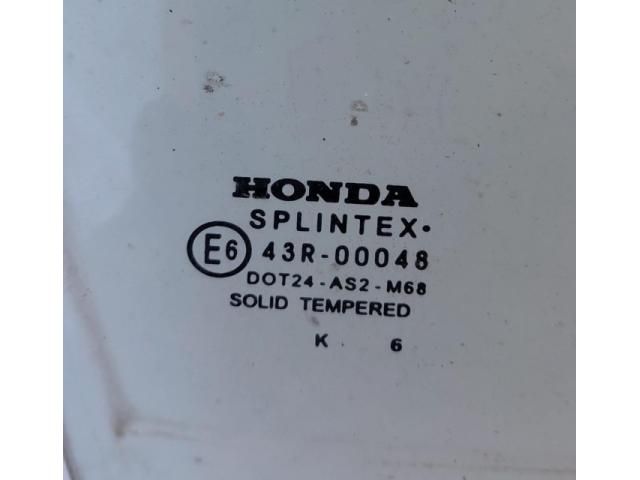 HONDA
SPLINTEX·
E6 43R-00048
DOT24-AS2-M68
SOLID TEMPERED
K 6